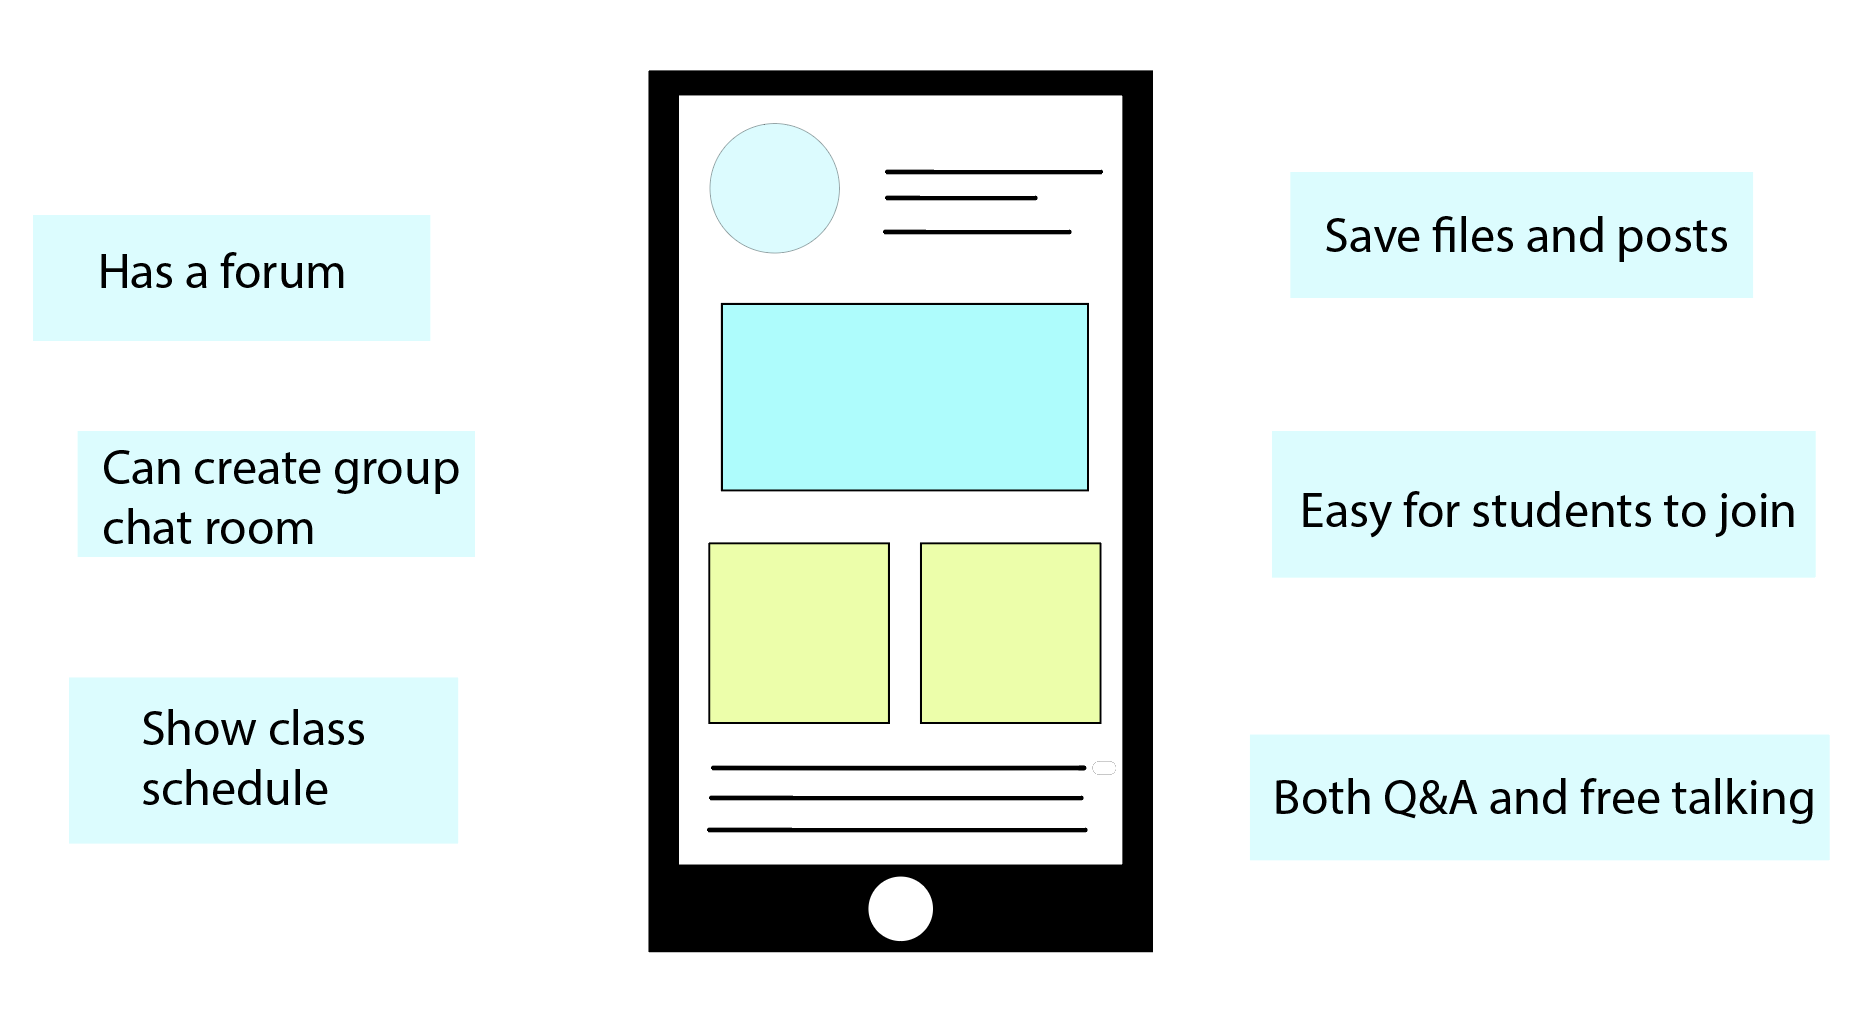 Has a forum
Can create group
chat room
Show class
schedule
Save files and posts
Easy for students to join
Both Q&A and free talking